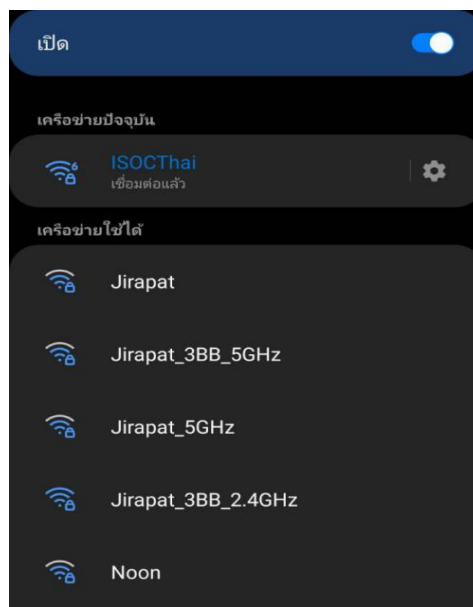 เปิด
เครือข่ายปัจจุบัน
6
ISOCThai
เชื่อมต่อแล้ว
เครือข่ายใช้ได้
Jirapat
Jirapat_3BB_5GHz
Jirapat_5GHz
Jirapat_3BB_2.4GHz
Noon